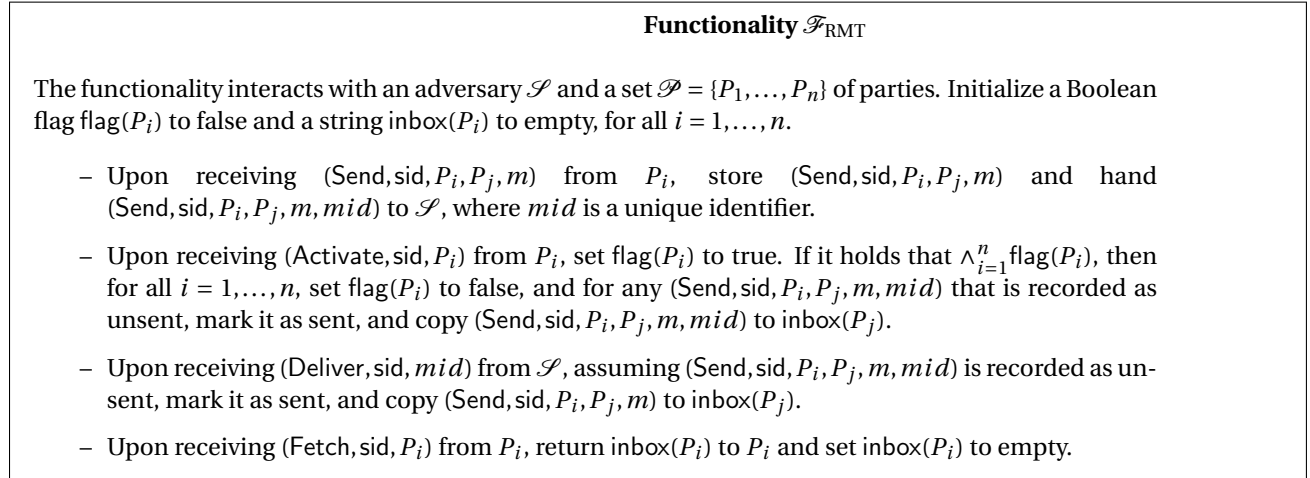 Functionality ℱ_RMT
The functionality interacts with an adversary 𝒮 and a set 𝒫 = {P_1,...,P_n} of parties. Initialize a Boolean
flag flag(P_i) to false and a string inbox(P_i) to empty, for all i = 1,...,n.
– Upon receiving (Send,sid,P_i,P_j,m) from P_i, store (Send,sid,P_i,P_j,m) and hand
(Send,sid,P_i,P_j,m,mid) to 𝒮, where mid is a unique identifier.
– Upon receiving (Activate,sid,P_i) from P_i, set flag(P_i) to true. If it holds that ∧_{i=1}^n flag(P_i), then
for all i = 1,...,n, set flag(P_i) to false, and for any (Send,sid,P_i,P_j,m,mid) that is recorded as
unsent, mark it as sent, and copy (Send,sid,P_i,P_j,m,mid) to inbox(P_j).
– Upon receiving (Deliver,sid,mid) from 𝒮, assuming (Send,sid,P_i,P_j,m,mid) is recorded as un-
sent, mark it as sent, and copy (Send,sid,P_i,P_j,m) to inbox(P_j).
– Upon receiving (Fetch,sid,P_i) from P_i, return inbox(P_i) to P_i and set inbox(P_i) to empty.